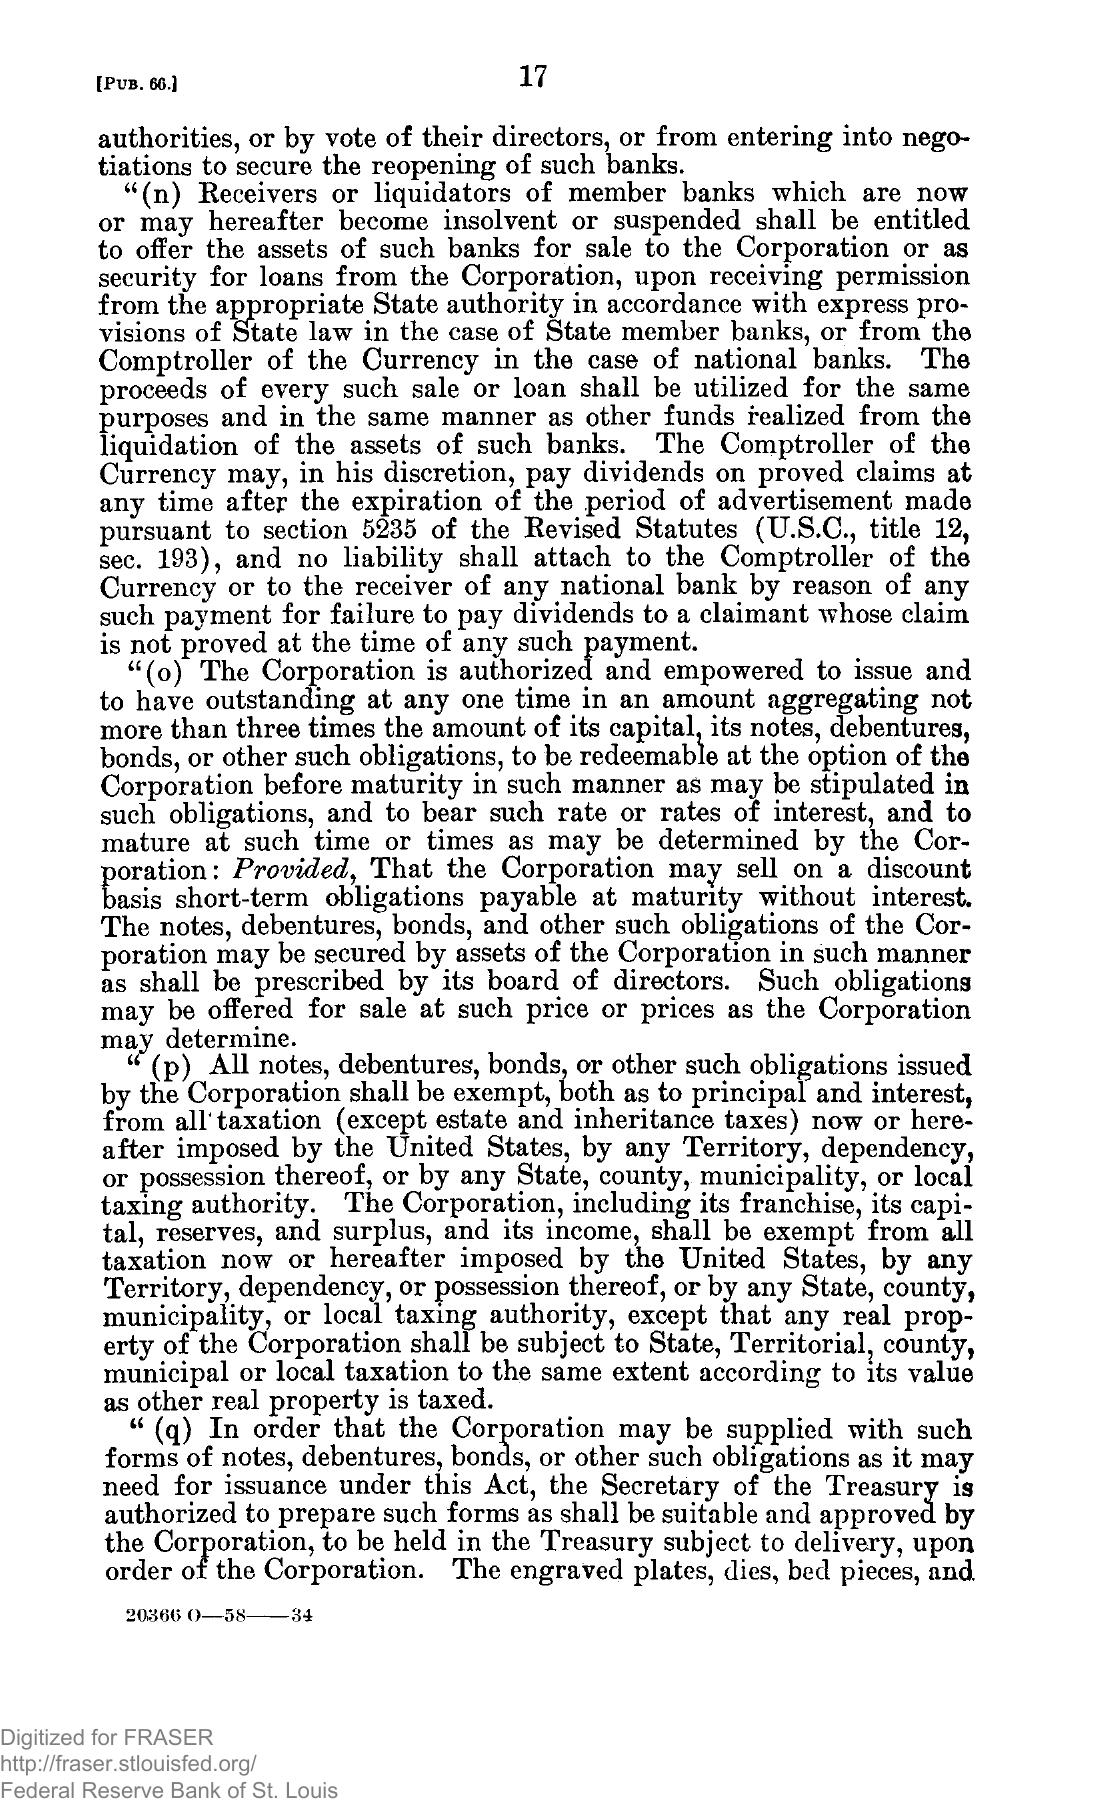 [PUB. 66.]
17
authorities, or by vote of their directors, or from entering into nego-
tiations to secure the reopening of such banks.
"(n) Receivers or liquidators of member banks which are now
or may hereafter become insolvent or suspended shall be entitled
to offer the assets of such banks for sale to the Corporation or as
security for loans from the Corporation, upon receiving permission
from the appropriate State authority in accordance with express pro-
visions of State law in the case of State member banks, or from the
Comptroller of the Currency in the case of national banks. The
proceeds of every such sale or loan shall be utilized for the same
purposes and in the same manner as other funds realized from the
liquidation of the assets of such banks. The Comptroller of the
Currency may, in his discretion, pay dividends on proved claims at
any time after the expiration of the period of advertisement made
pursuant to section 5235 of the Revised Statutes (U.S.C., title 12,
sec. 193), and no liability shall attach to the Comptroller of the
Currency or to the receiver of any national bank by reason of any
such payment for failure to pay dividends to a claimant whose claim
is not proved at the time of any such payment.
"(o) The Corporation is authorized and empowered to issue and
to have outstanding at any one time in an amount aggregating not
more than three times the amount of its capital, its notes, debentures,
bonds, or other such obligations, to be redeemable at the option of the
Corporation before maturity in such manner as may be stipulated in
such obligations, and to bear such rate or rates of interest, and to
mature at such time or times as may be determined by the Cor-
poration: Provided, That the Corporation may sell on a discount
basis short-term obligations payable at maturity without interest.
The notes, debentures, bonds, and other such obligations of the Cor-
poration may be secured by assets of the Corporation in such manner
as shall be prescribed by its board of directors. Such obligations
may be offered for sale at such price or prices as the Corporation
may determine.
" (p) All notes, debentures, bonds, or other such obligations issued
by the Corporation shall be exempt, both as to principal and interest,
from all taxation (except estate and inheritance taxes) now or here-
after imposed by the United States, by any Territory, dependency,
or possession thereof, or by any State, county, municipality, or local
taxing authority. The Corporation, including its franchise, its capi-
tal, reserves, and surplus, and its income, shall be exempt from all
taxation now or hereafter imposed by the United States, by any
Territory, dependency, or possession thereof, or by any State, county,
municipality, or local taxing authority, except that any real prop-
erty of the Corporation shall be subject to State, Territorial, county,
municipal or local taxation to the same extent according to its value
as other real property is taxed.
" (q) In order that the Corporation may be supplied with such
forms of notes, debentures, bonds, or other such obligations as it may
need for issuance under this Act, the Secretary of the Treasury is
authorized to prepare such forms as shall be suitable and approved by
the Corporation, to be held in the Treasury subject to delivery, upon
order of the Corporation. The engraved plates, dies, bed pieces, and
20366 O—58——34
Digitized for FRASER
http://fraser.stlouisfed.org/
Federal Reserve Bank of St. Louis